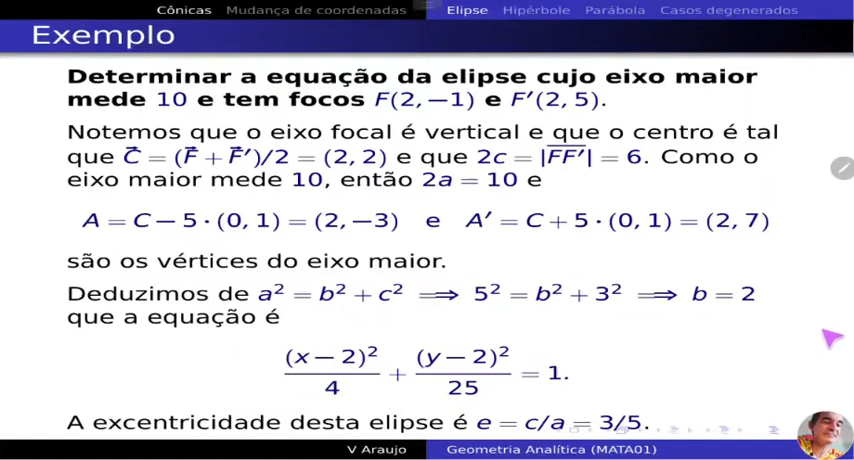 Cônicas Mudança de coordenadas Elipse Hipérbole Parábola Casos degenerados
Exemplo
Determinar a equação da elipse cujo eixo maior
mede 10 e tem focos F(2, −1) e F′(2, 5).
Notemos que o eixo focal é vertical e que o centro é tal
que C⃗ = (F⃗ + F⃗′)/2 = (2, 2) e que 2c = |F̅F̅′| = 6. Como o
eixo maior mede 10, então 2a = 10 e
A = C − 5 · (0, 1) = (2, −3) e A′ = C + 5 · (0, 1) = (2, 7)
são os vértices do eixo maior.
Deduzimos de a² = b² + c² ⟹ 5² = b² + 3² ⟹ b = 2
que a equação é
(x − 2)²/4 + (y − 2)²/25 = 1.
A excentricidade desta elipse é e = c/a = 3/5.
V Araujo Geometria Analítica (MATA01)